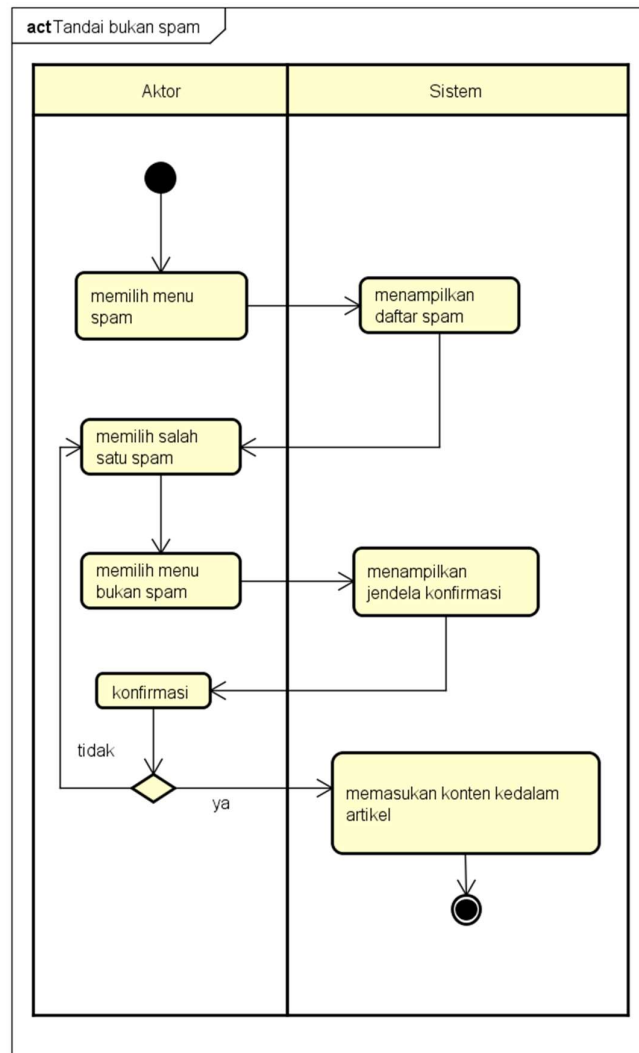 act Tandai bukan spam
Aktor
Sistem
memilih menu
spam
menampilkan
daftar spam
memilih salah
satu spam
memilih menu
bukan spam
menampilkan
jendela konfirmasi
konfirmasi
tidak
ya
memasukan konten kedalam
artikel